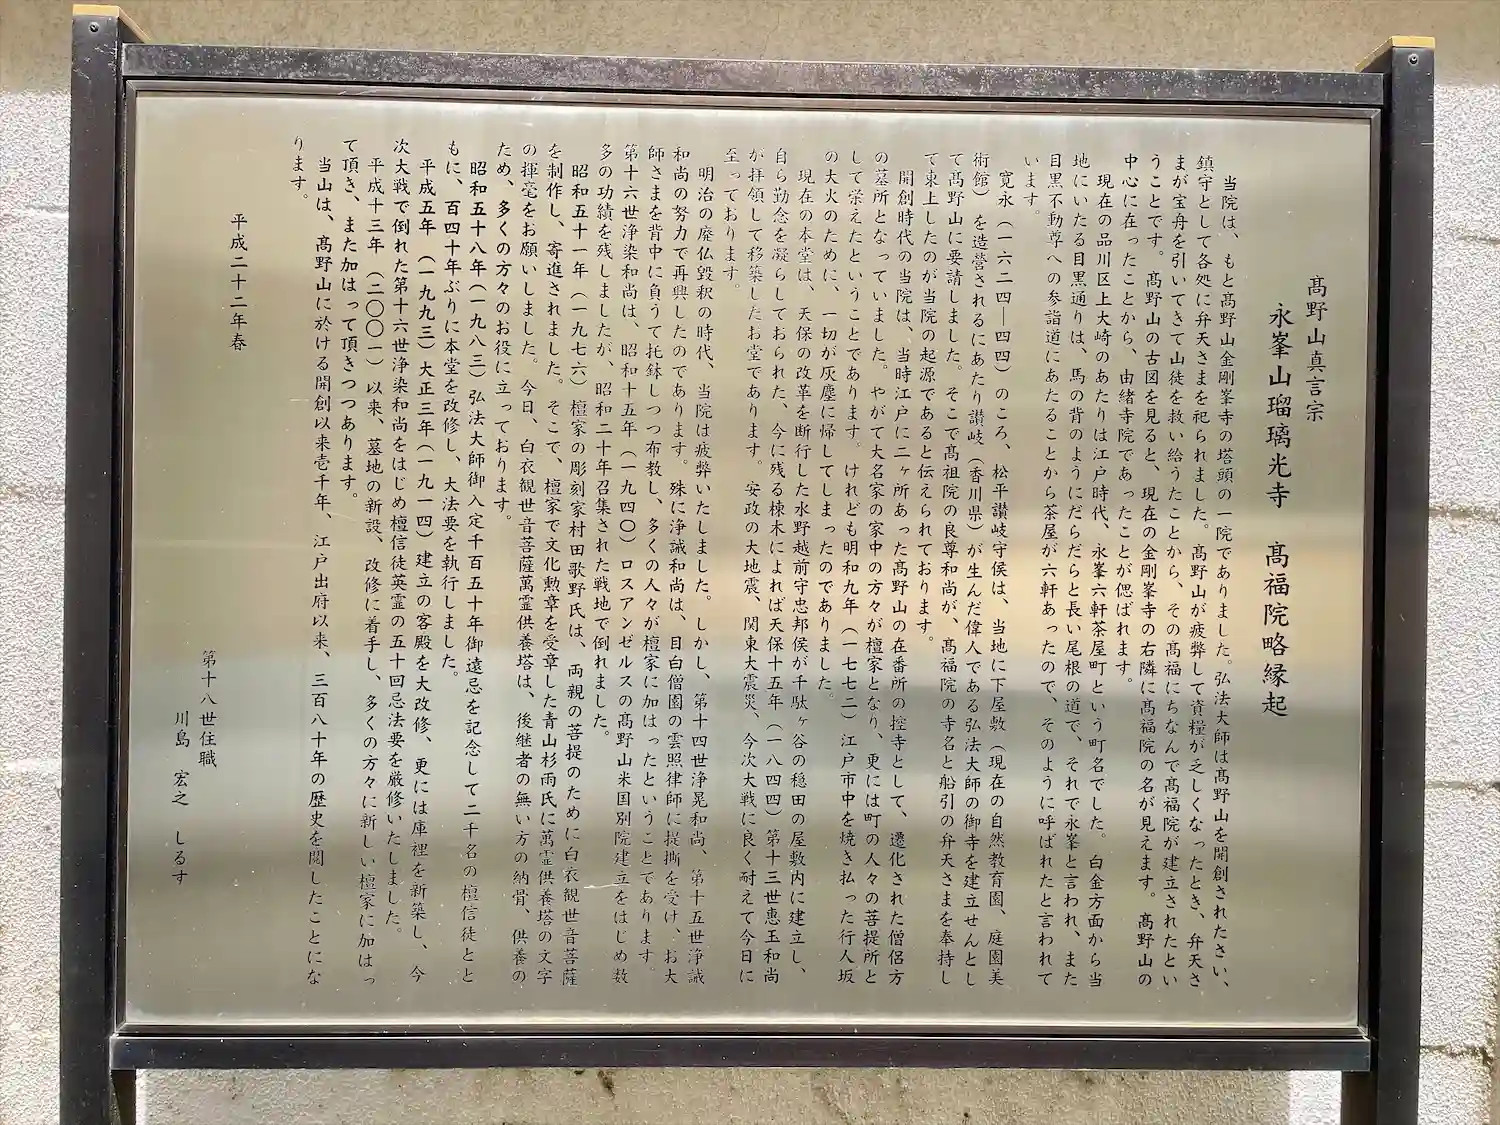 髙野山真言宗
永峯山瑠璃光寺　髙福院略縁起
当院は、もと髙野山金剛峯寺の塔頭の一院でありました。弘法大師は髙野山を開創されたさい、
鎮守として各処に弁天さまを祀られました。髙野山が疲弊して資糧が乏しくなったとき、弁天さ
まが宝舟を引いてきて山徒を救い給うたことから、その髙福にちなんで髙福院が建立されたとい
うことです。髙野山の古図を見ると、現在の金剛峯寺の右隣に髙福院の名が見えます。髙野山の
中心に在ったことから、由緒寺院であったことが偲ばれます。
現在の品川区上大崎のあたりは江戸時代、永峯六軒茶屋町という町名でした。白金方面から当
地にいたる目黒通りは、馬の背のようにだらだらと長い尾根の道で、それで永峯と言われ、また
目黒不動尊への参詣道にあたることから茶屋が六軒あったので、そのように呼ばれたと言われて
います。
寛永（一六二四―四四）のころ、松平讃岐守侯は、当地に下屋敷（現在の自然教育園、庭園美
術館）を造営されるにあたり讃岐（香川県）が生んだ偉人である弘法大師の御寺を建立せんとし
て髙野山に要請しました。そこで髙祖院の良尊和尚が、髙福院の寺名と船引の弁天さまを奉持し
て東上したのが当院の起源であると伝えられております。
開創時代の当院は、当時江戸に二ヶ所あった髙野山の在番所の控寺として、遷化された僧侶方
の墓所となっていました。やがて大名家の家中の方々が檀家となり、更には町の人々の菩提所と
して栄えたということであります。けれども明和九年（一七七二）江戸市中を焼き払った行人坂
の大火のために、一切が灰塵に帰してしまったのでありました。
現在の本堂は、天保の改革を断行した水野越前守忠邦侯が千駄ヶ谷の穏田の屋敷内に建立し、
自ら勤念を凝らしておられた、今に残る棟木によれば天保十五年（一八四四）第十三世惠玉和尚
が拝領して移築したお堂であります。安政の大地震、関東大震災、今次大戦に良く耐えて今日に
至っております。
明治の廃仏毀釈の時代、当院は疲弊いたしました。しかし、第十四世浄晃和尚、第十五世浄誠
和尚の努力で再興したのであります。殊に浄誠和尚は、目白僧園の雲照律師に提撕を受け、お大
師さまを背中に負うて托鉢しつつ布教し、多くの人々が檀家に加はったということであります。
第十六世浄染和尚は、昭和十五年（一九四〇）ロスアンゼルスの髙野山米国別院建立をはじめ数
多の功績を残しましたが、昭和二十年召集された戦地で倒れました。
昭和五十一年（一九七六）檀家の彫刻家村田歌野氏は、両親の菩提のために白衣観世音菩薩
を制作し、寄進されました。そこで、檀家で文化勲章を受章した青山杉雨氏に萬霊供養塔の文字
の揮毫をお願いしました。今日、白衣観世音菩薩萬霊供養塔は、後継者の無い方の納骨、供養の
ため、多くの方々のお役に立っております。
昭和五十八年（一九八三）弘法大師御入定千百五十年御遠忌を記念して二千名の檀信徒とと
もに、百四十年ぶりに本堂を改修し、大法要を執行しました。
平成五年（一九九三）大正三年（一九一四）建立の客殿を大改修、更には庫裡を新築し、今
次大戦で倒れた第十六世浄染和尚をはじめ檀信徒英霊の五十回忌法要を厳修いたしました。
平成十三年（二〇〇一）以来、墓地の新設、改修に着手し、多くの方々に新しい檀家に加はっ
て頂き、また加はって頂きつつあります。
当山は、髙野山に於ける開創以来壱千年、江戸出府以来、三百八十年の歴史を閲したことにな
ります。
平成二十二年春
第十八世住職
川島　宏之　しるす